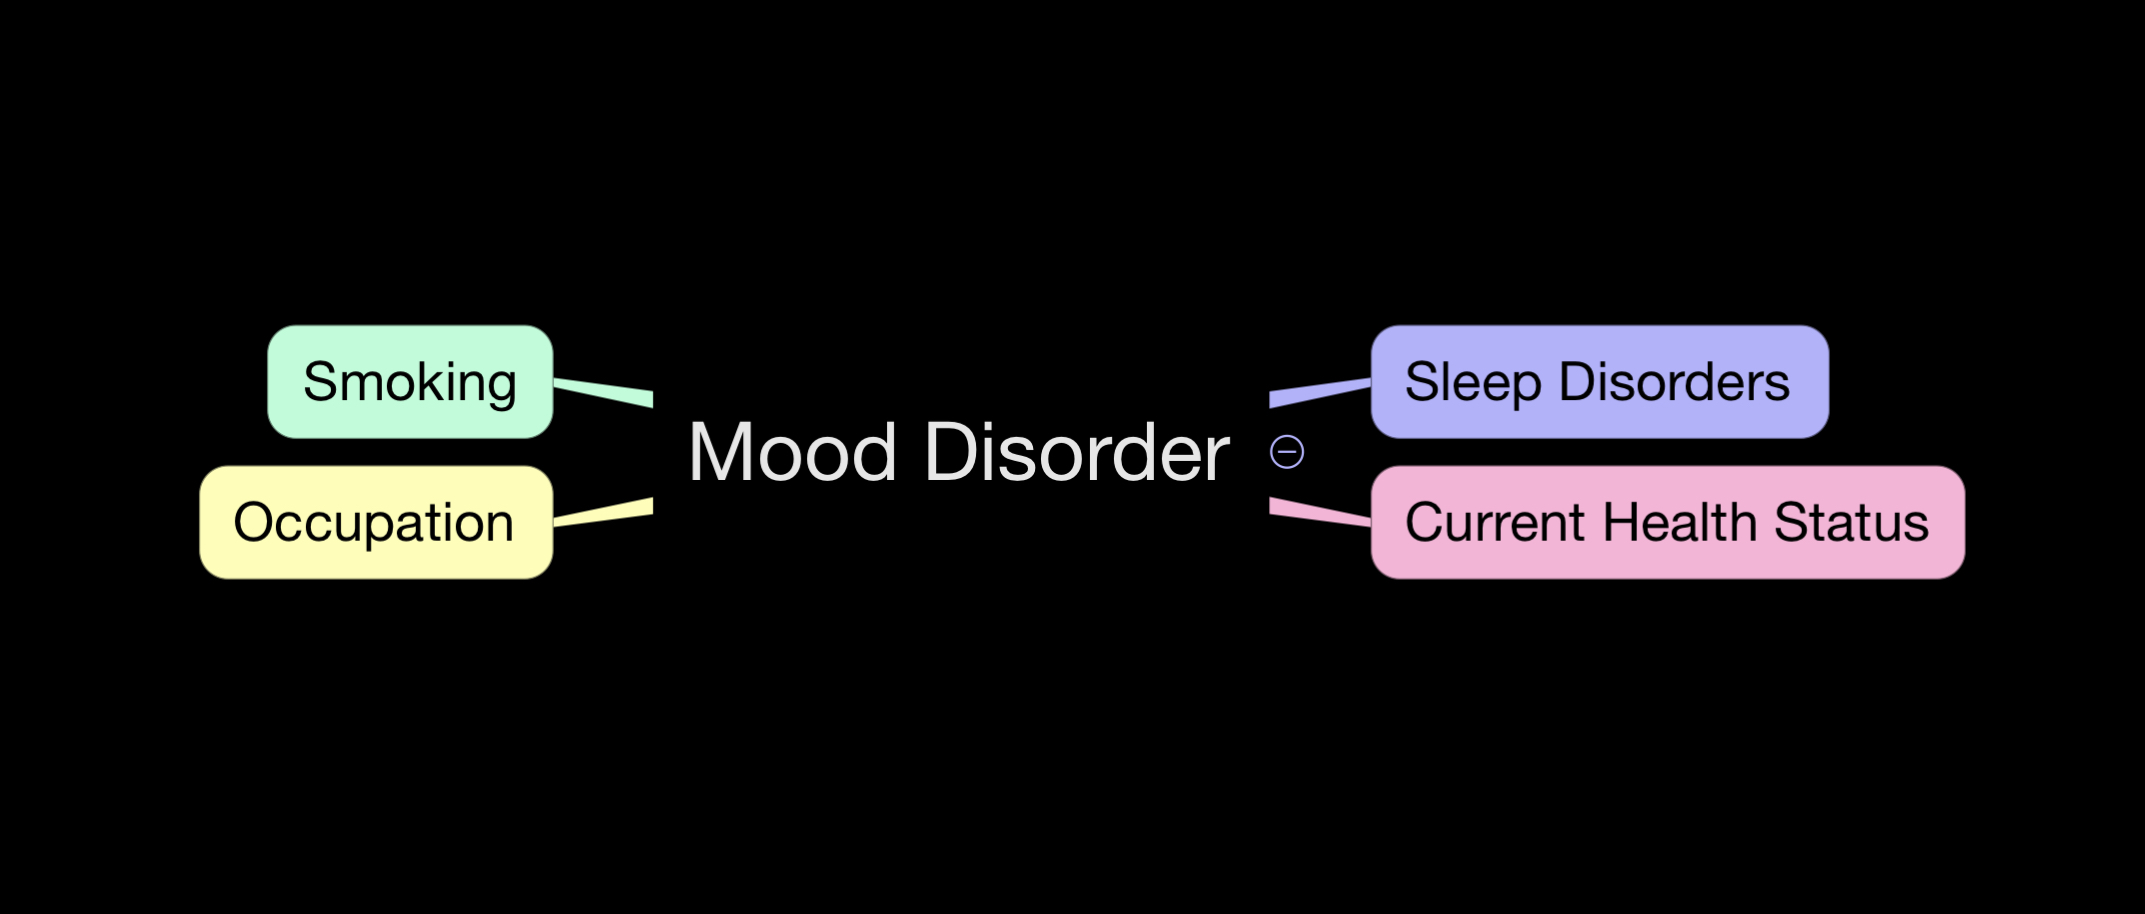 Smoking
Sleep Disorders
Mood Disorder
Occupation
Current Health Status